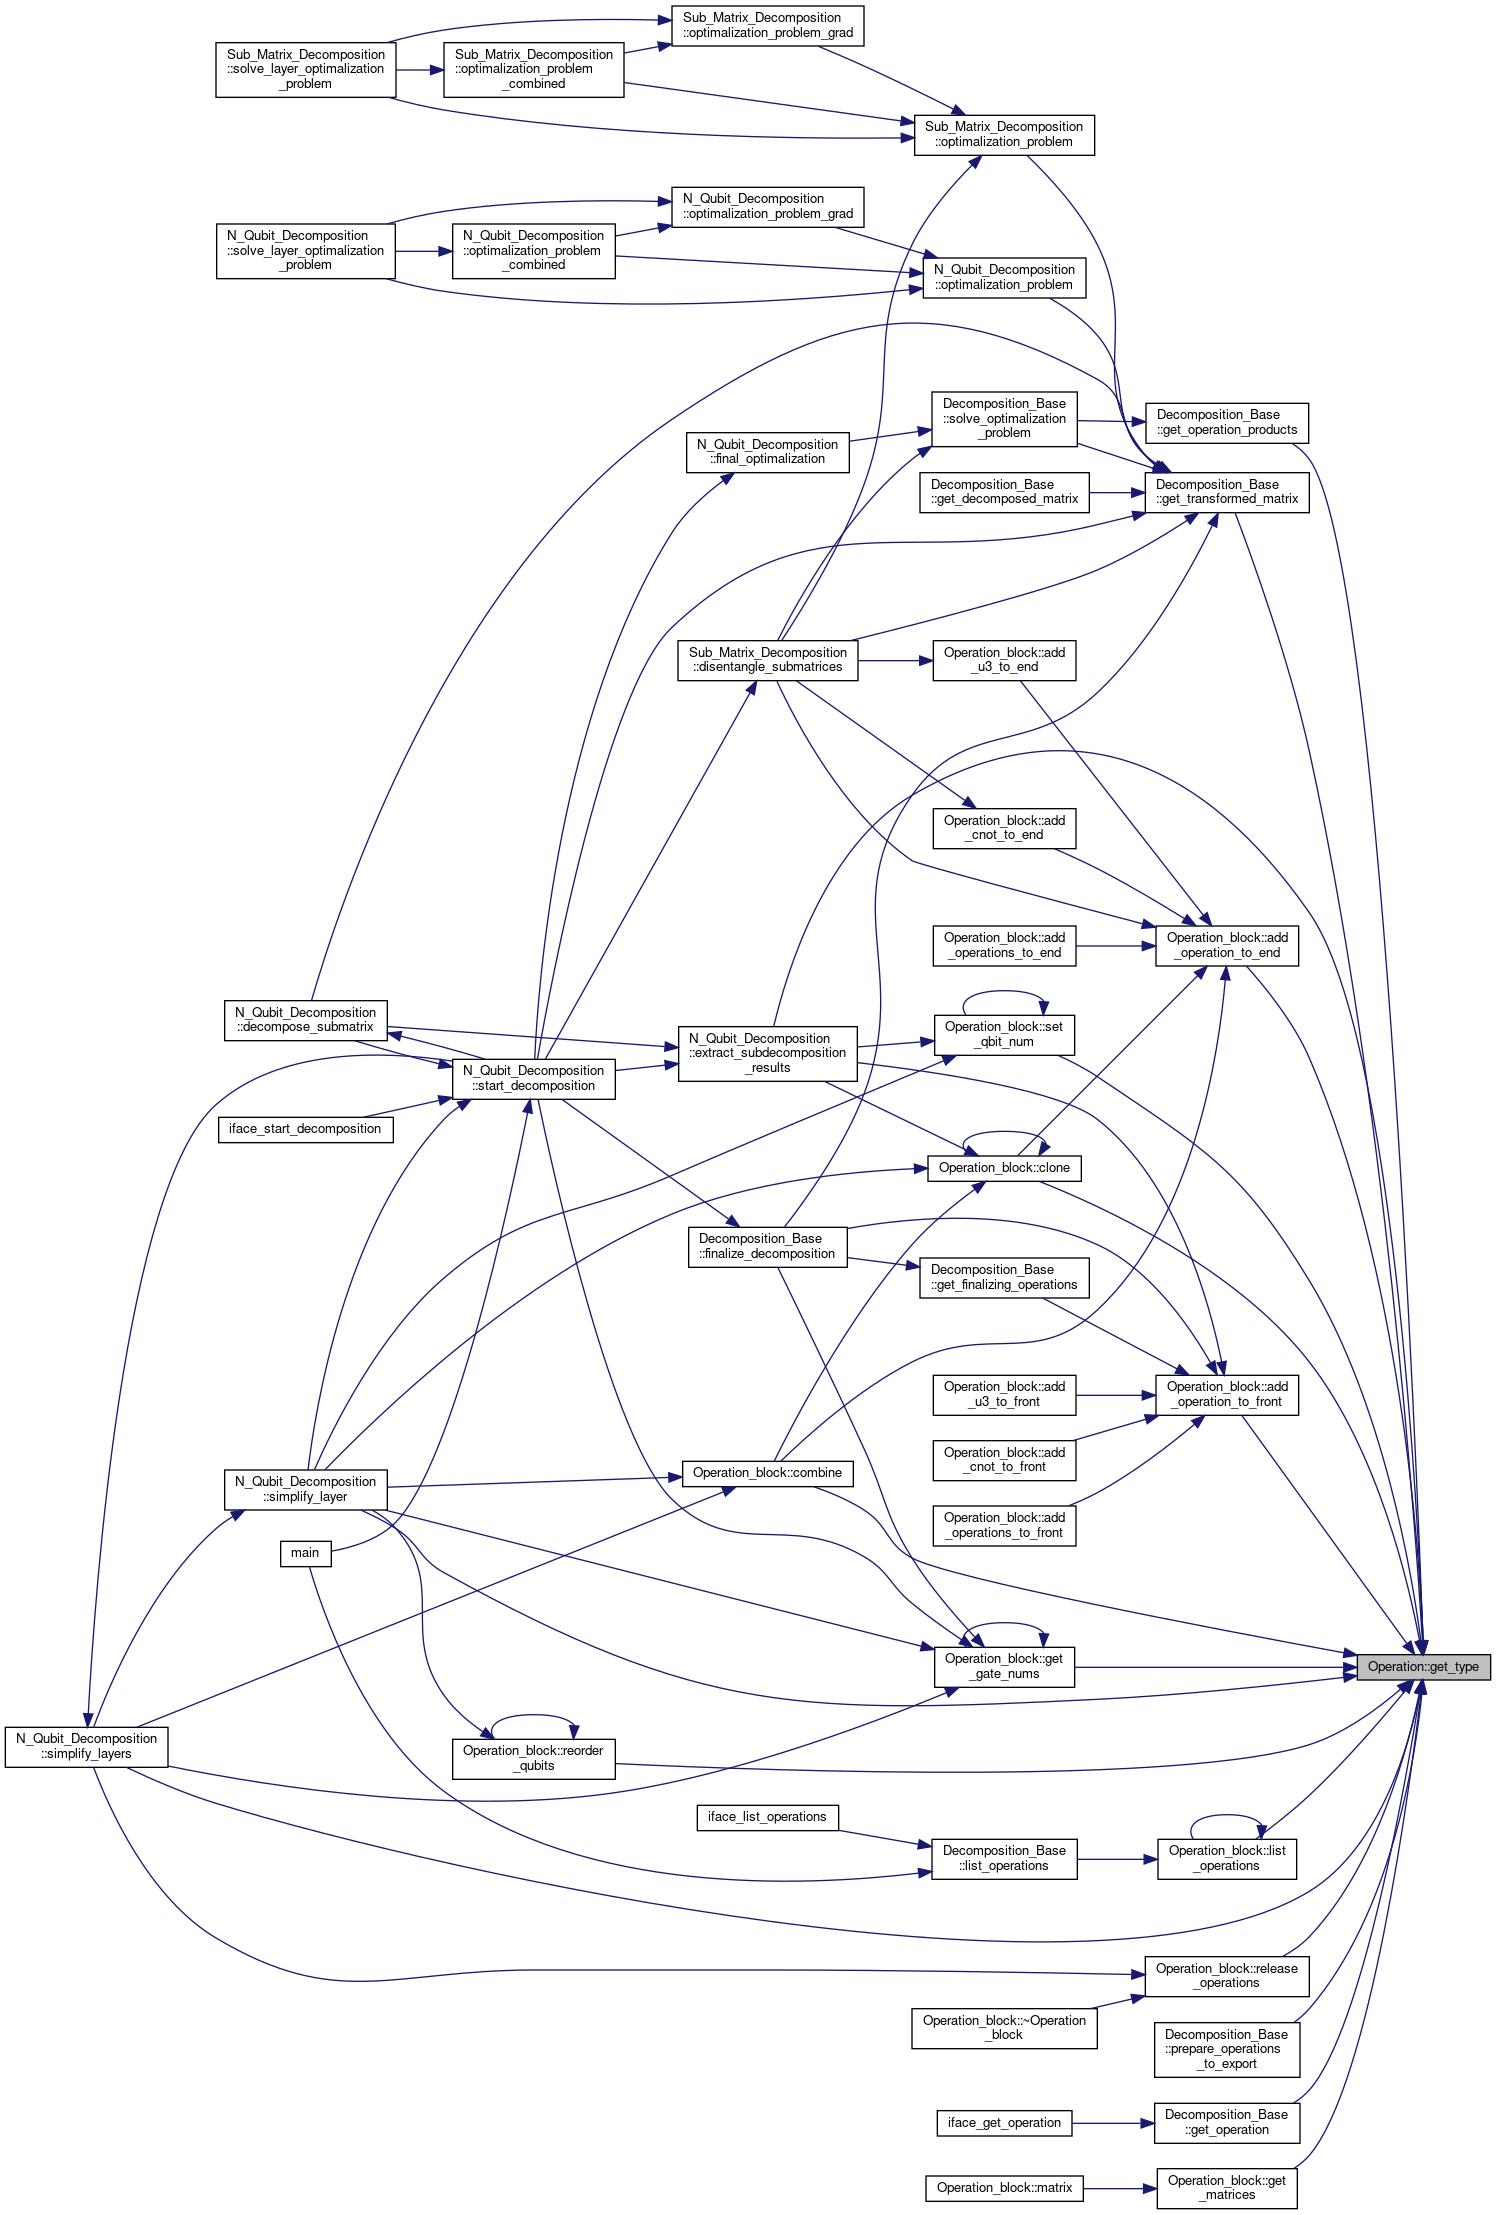 Sub_Matrix_Decomposition
::optimalization_problem_grad
Sub_Matrix_Decomposition
::solve_layer_optimalization
_problem
Sub_Matrix_Decomposition
::optimalization_problem
_combined
Sub_Matrix_Decomposition
::optimalization_problem
N_Qubit_Decomposition
::optimalization_problem_grad
N_Qubit_Decomposition
::solve_layer_optimalization
_problem
N_Qubit_Decomposition
::optimalization_problem
_combined
N_Qubit_Decomposition
::optimalization_problem
Decomposition_Base
::solve_optimalization
_problem
Decomposition_Base
::get_operation_products
N_Qubit_Decomposition
::final_optimalization
Decomposition_Base
::get_decomposed_matrix
Decomposition_Base
::get_transformed_matrix
Sub_Matrix_Decomposition
::disentangle_submatrices
Operation_block::add
_u3_to_end
Operation_block::add
_cnot_to_end
Operation_block::add
_operations_to_end
Operation_block::add
_operation_to_end
N_Qubit_Decomposition
::decompose_submatrix
Operation_block::set
_qbit_num
N_Qubit_Decomposition
::extract_subdecomposition
_results
N_Qubit_Decomposition
::start_decomposition
iface_start_decomposition
Operation_block::clone
Decomposition_Base
::finalize_decomposition
Decomposition_Base
::get_finalizing_operations
Operation_block::add
_u3_to_front
Operation_block::add
_operation_to_front
Operation_block::add
_cnot_to_front
Operation_block::combine
N_Qubit_Decomposition
::simplify_layer
Operation_block::add
_operations_to_front
main
Operation_block::get
_gate_nums
Operation::get_type
N_Qubit_Decomposition
::simplify_layers
Operation_block::reorder
_qubits
iface_list_operations
Decomposition_Base
::list_operations
Operation_block::list
_operations
Operation_block::release
_operations
Operation_block::~Operation
_block
Decomposition_Base
::prepare_operations
_to_export
iface_get_operation
Decomposition_Base
::get_operation
Operation_block::matrix
Operation_block::get
_matrices